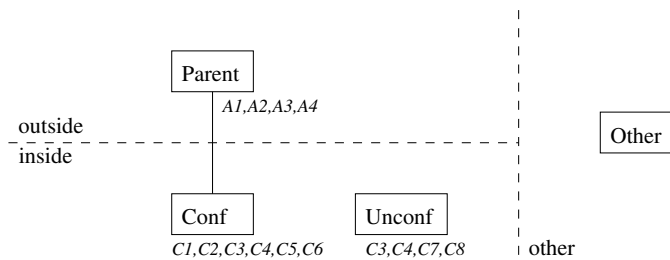 Parent
A1,A2,A3,A4
outside
inside
Other
Conf
Unconf
C1,C2,C3,C4,C5,C6
C3,C4,C7,C8
other